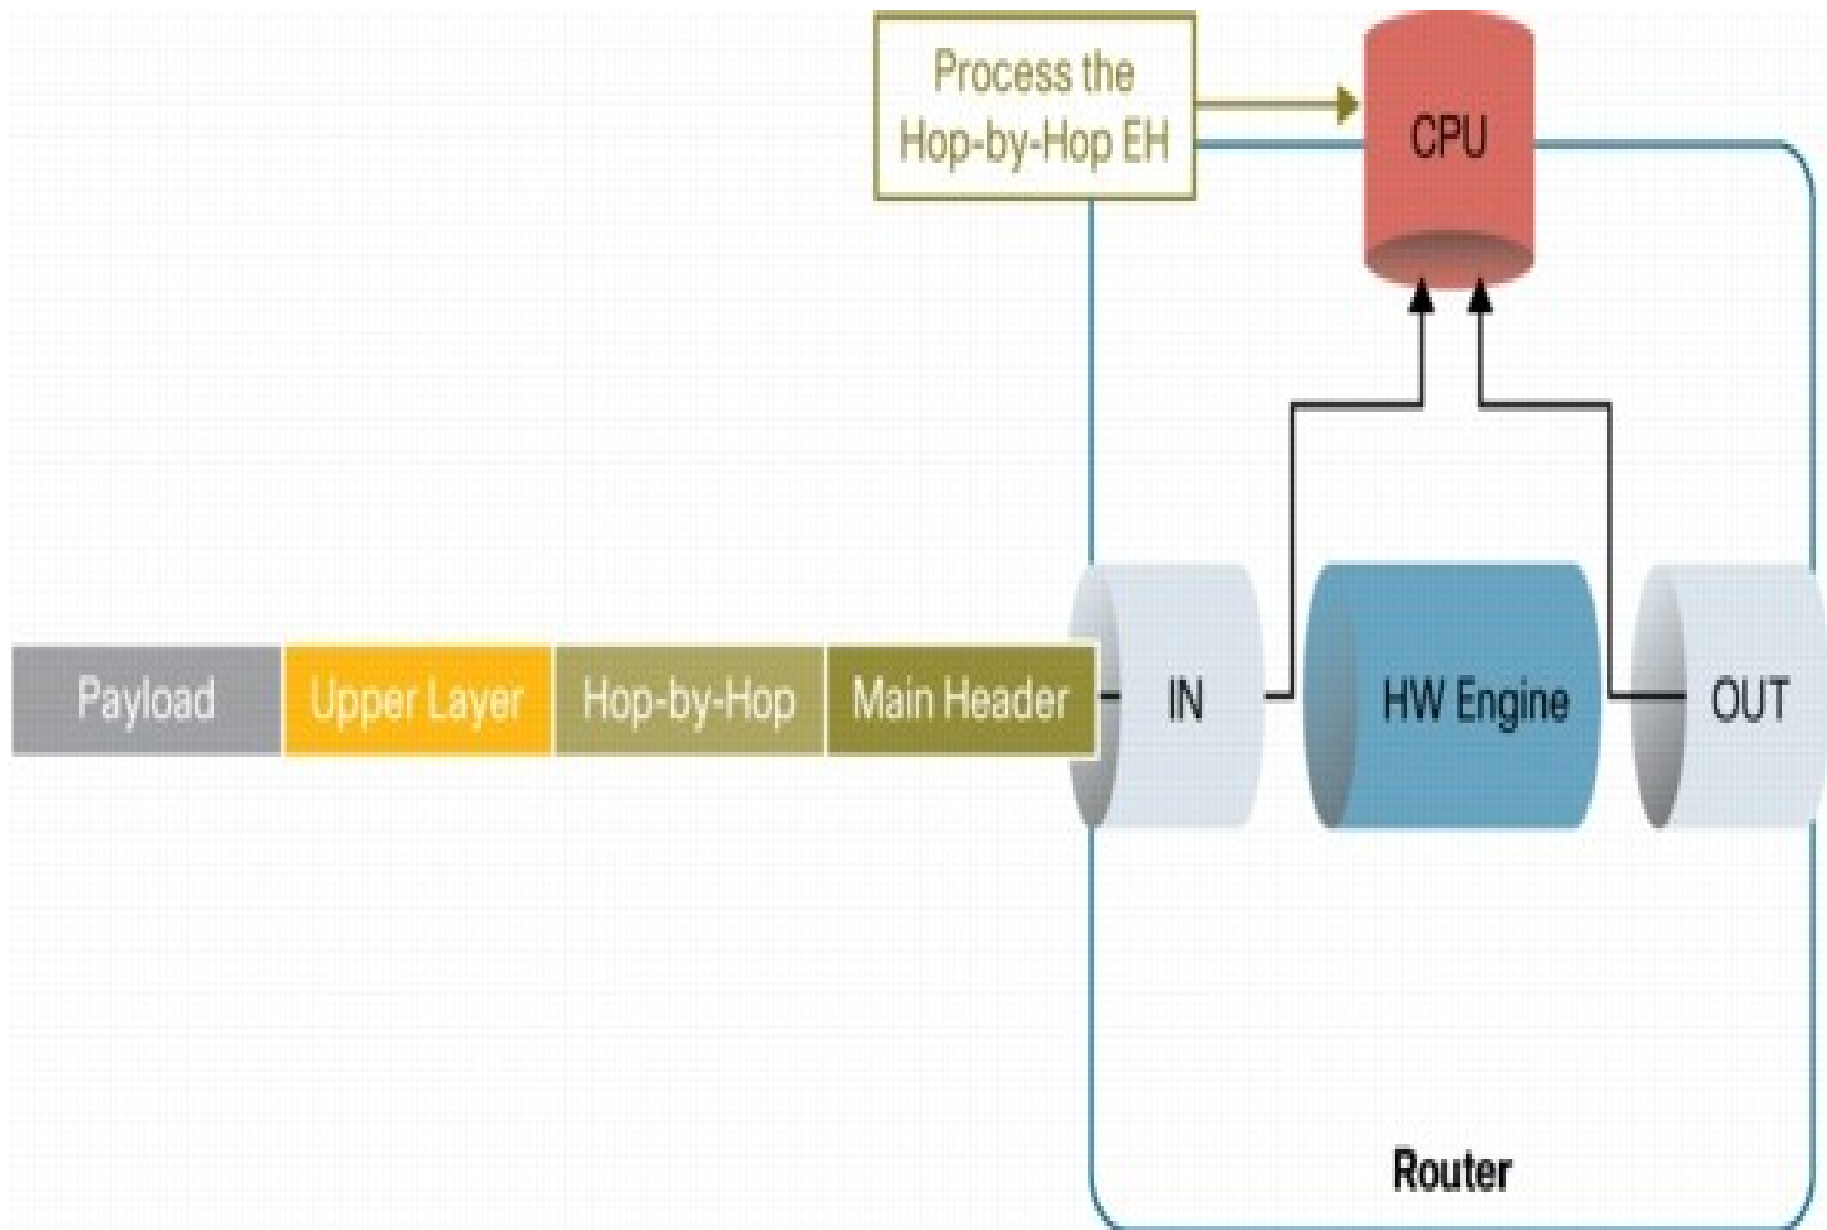 Process the
Hop-by-Hop EH
CPU
Payload
Upper Layer
Hop-by-Hop
Main Header
IN
HW Engine
OUT
Router